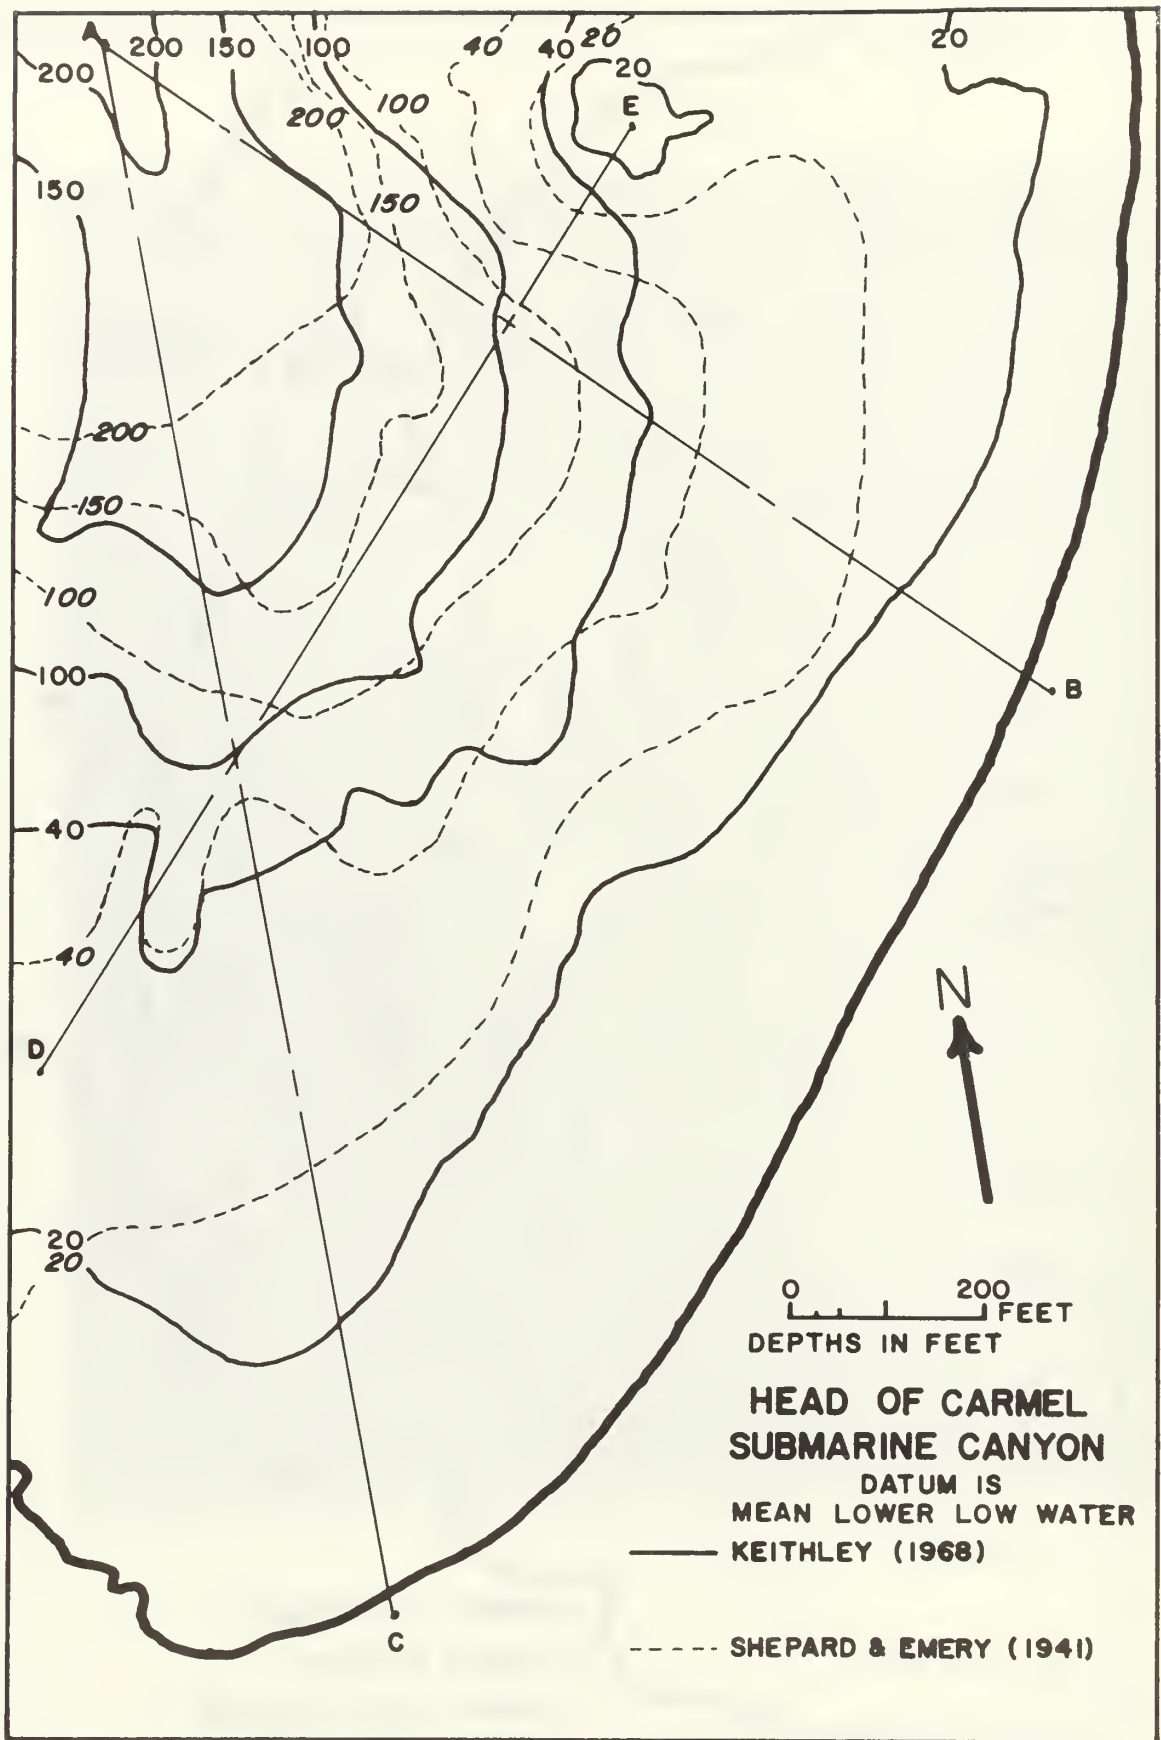 A
200
150
100
40
40
20
20
200
20
E
100
200
150
150
200
150
100
100
B
40
40
N
D
20
20
0 200
FEET
DEPTHS IN FEET
HEAD OF CARMEL
SUBMARINE CANYON
DATUM IS
MEAN LOWER LOW WATER
KEITHLEY (1968)
C
SHEPARD & EMERY (1941)